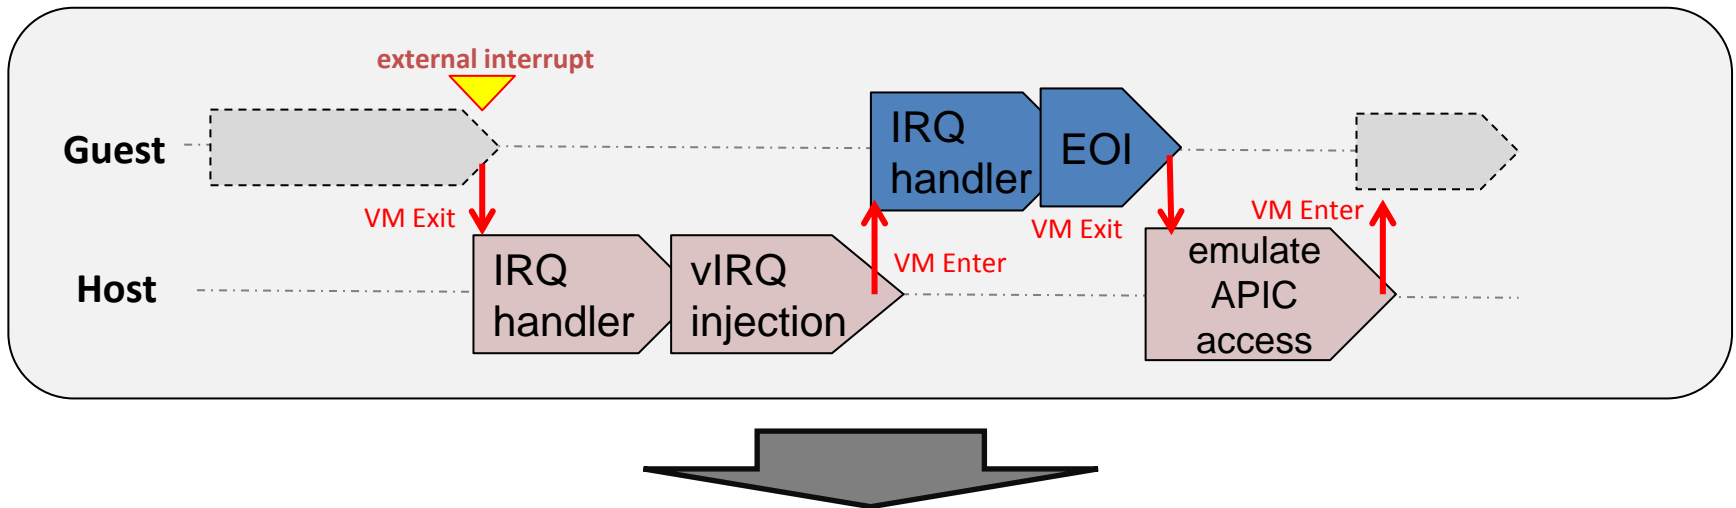 external interrupt
Guest
IRQ
handler
EOI
VM Exit
VM Enter
VM Exit
VM Enter
Host
IRQ
handler
vIRQ
injection
emulate
APIC
access